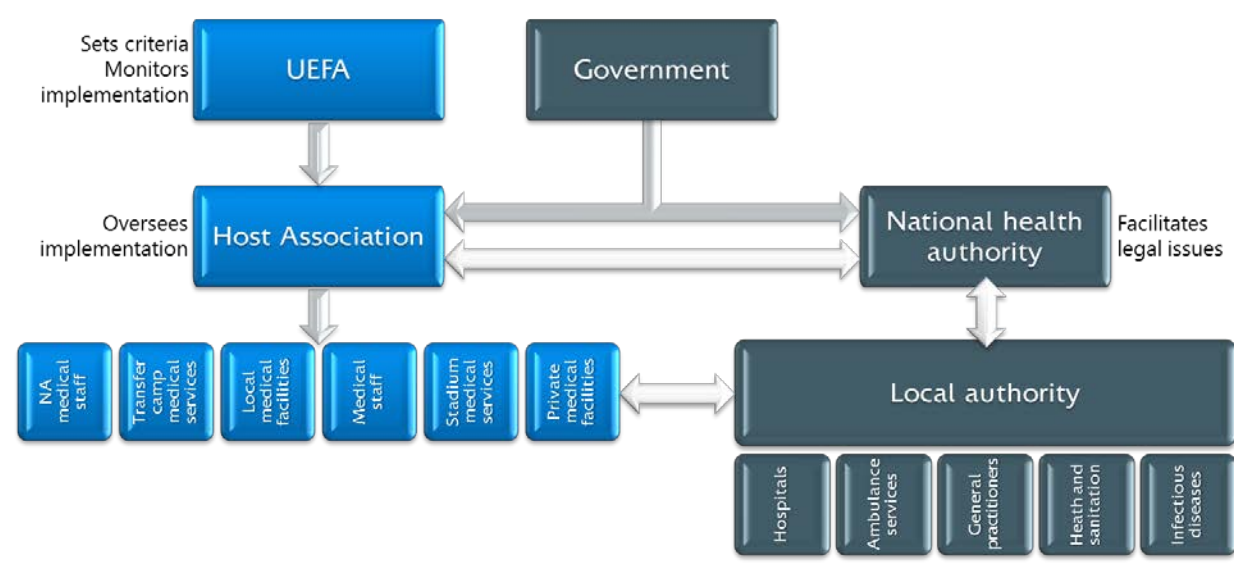 Sets criteria
Monitors
implementation
UEFA
Government
Oversees
implementation
Host Association
National health
authority
Facilitates
legal issues
NA
medical
staff
Transfer
camp
medical
services
Local
medical
facilities
Medical
staff
Stadium
medical
services
Private
medical
facilities
Local authority
Hospitals
Ambulance
services
General
practitioners
Heath and
sanitation
Infectious
diseases